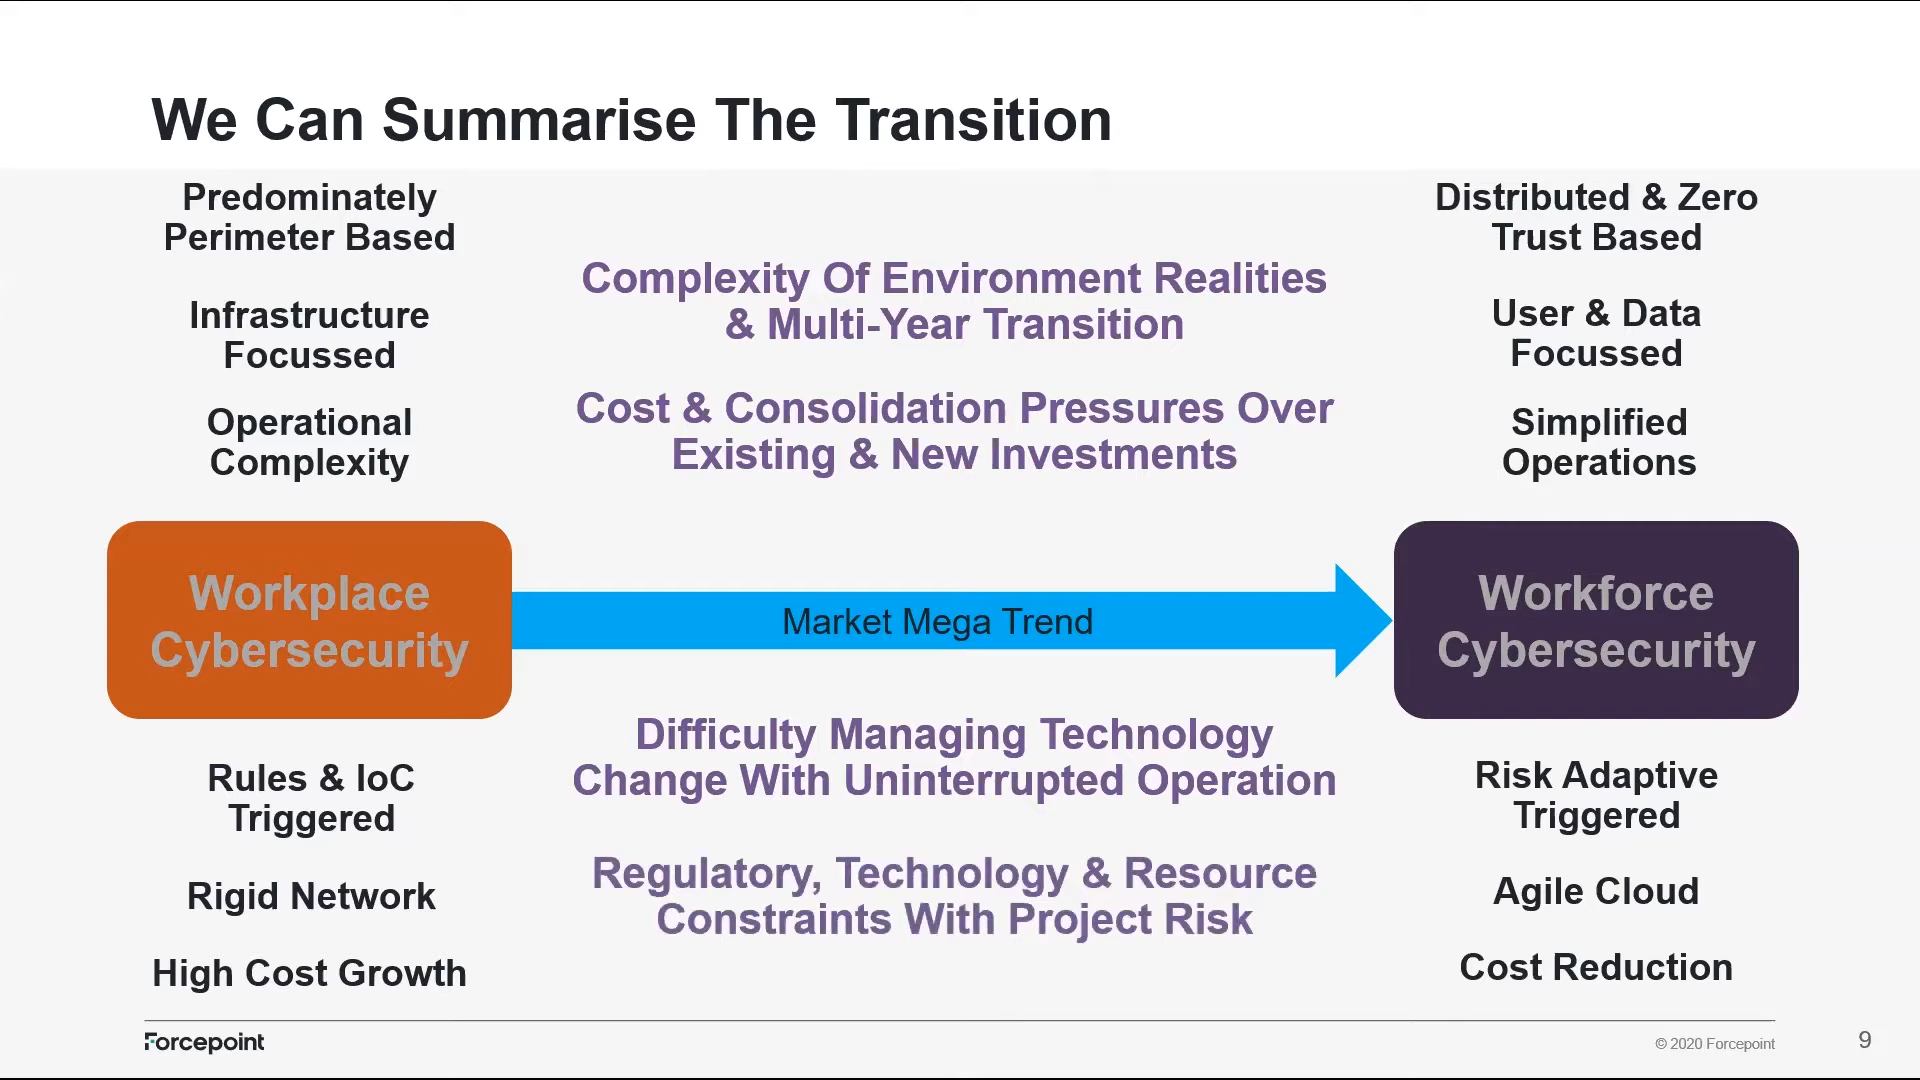 We Can Summarise The Transition
Predominately
Perimeter Based
Infrastructure
Focussed
Operational
Complexity
Workplace
Cybersecurity
Rules & IoC
Triggered
Rigid Network
High Cost Growth
Complexity Of Environment Realities
& Multi-Year Transition
Cost & Consolidation Pressures Over
Existing & New Investments
Market Mega Trend
Difficulty Managing Technology
Change With Uninterrupted Operation
Regulatory, Technology & Resource
Constraints With Project Risk
Distributed & Zero
Trust Based
User & Data
Focussed
Simplified
Operations
Workforce
Cybersecurity
Risk Adaptive
Triggered
Agile Cloud
Cost Reduction
Forcepoint
© 2020 Forcepoint
9